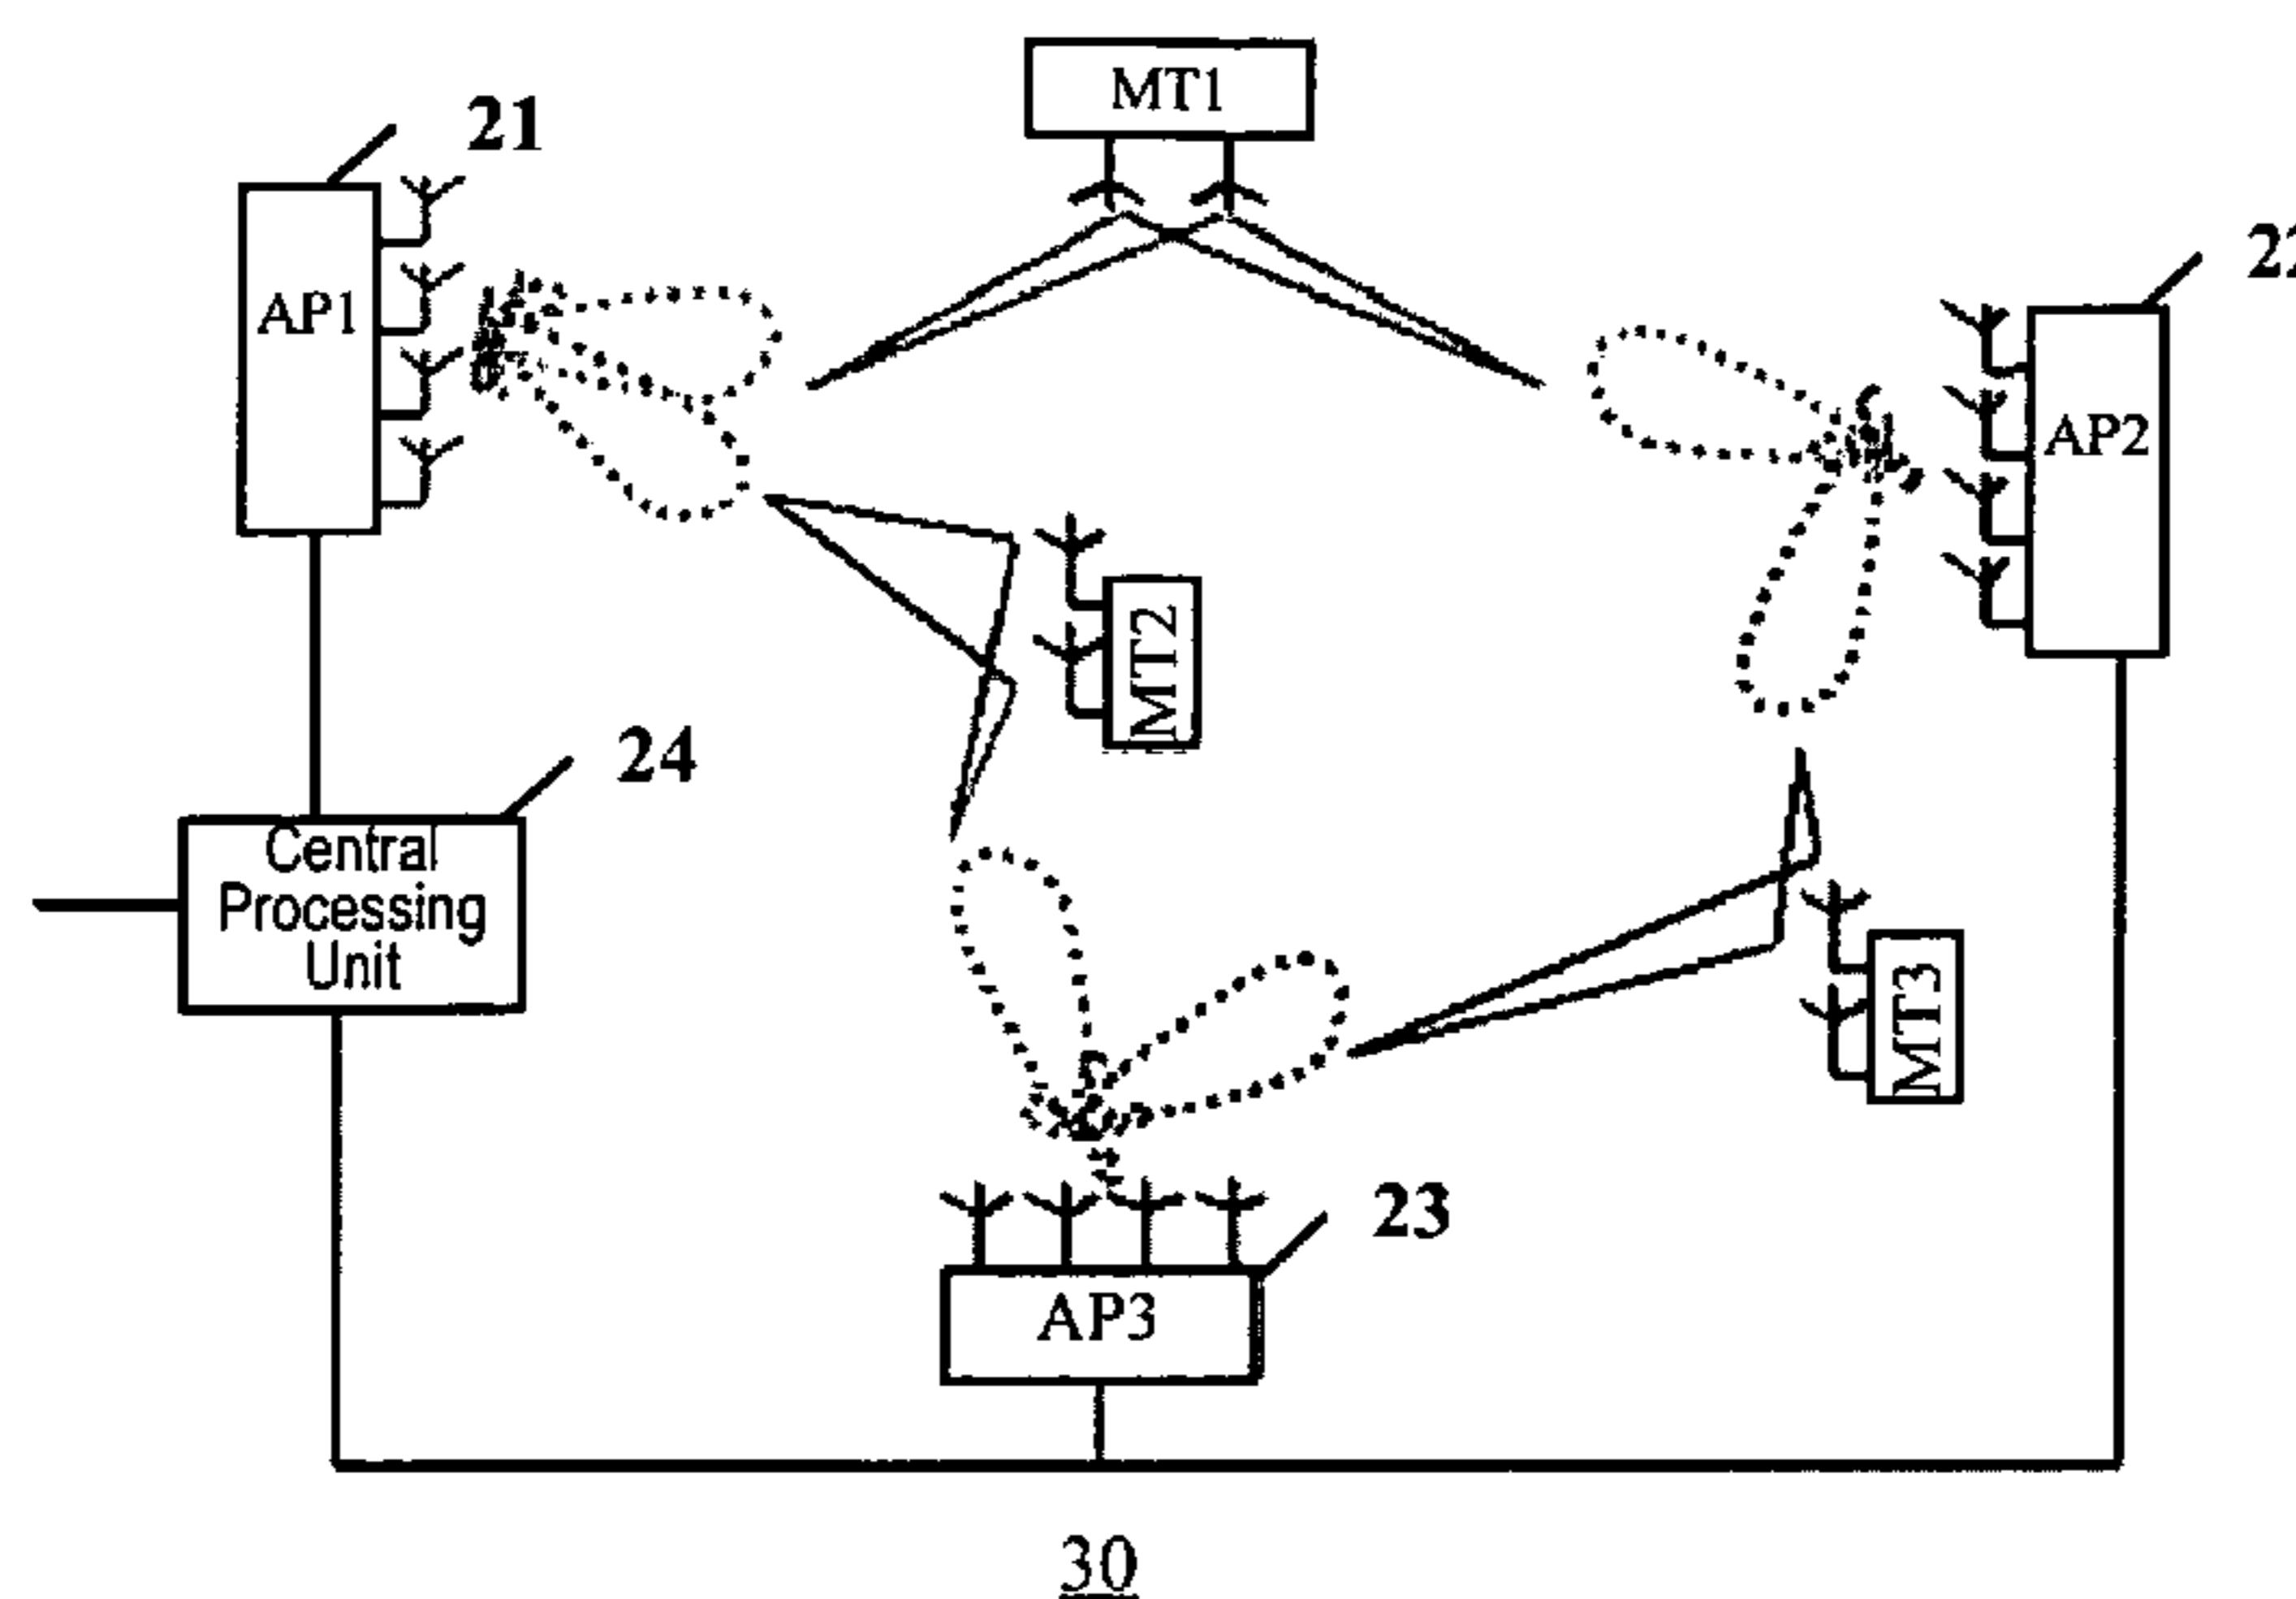 MT1
21
AP1
22
AP2
MT2
24
Central
Processing
Unit
MT3
23
AP3
30